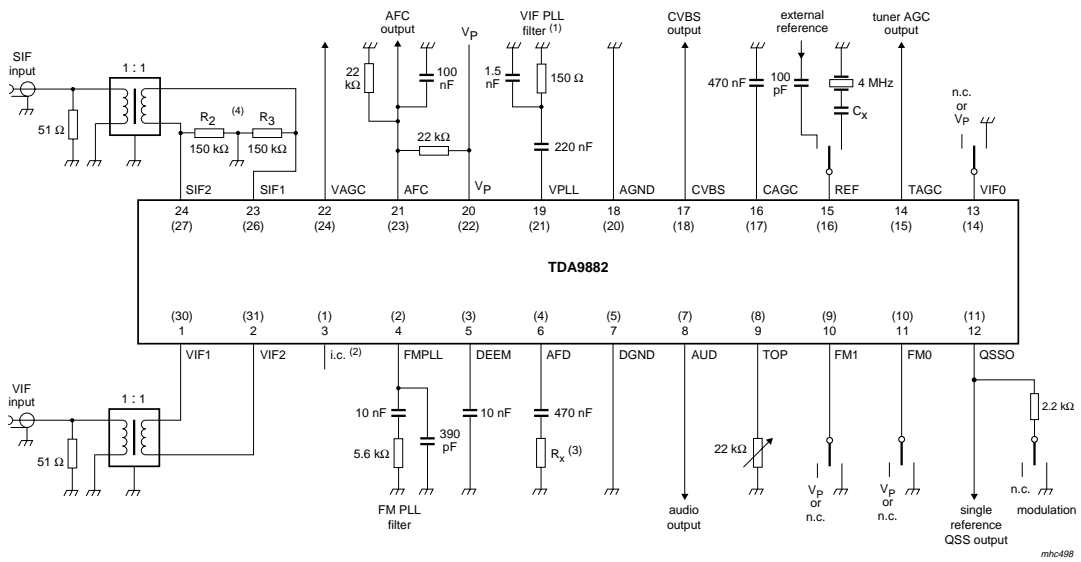 AFC
output
VP
VIF PLL
filter (1)
CVBS
output
external
reference
tuner AGC
output
SIF
input
1 : 1
51 Ω
R2
(4)
R3
150 kΩ
150 kΩ
22
kΩ
100
nF
22 kΩ
1.5
nF
150 Ω
220 nF
470 nF
100
pF
4 MHz
Cx
n.c.
or
VP
SIF2
SIF1
VAGC
AFC
VP
VPLL
AGND
CVBS
CAGC
REF
TAGC
VIF0
24
23
22
21
20
19
18
17
16
15
14
13
(27)
(26)
(24)
(23)
(22)
(21)
(20)
(18)
(17)
(16)
(15)
(14)
TDA9882
(30)
(31)
(1)
(2)
(3)
(4)
(5)
(7)
(8)
(9)
(10)
(11)
1
2
3
4
5
6
7
8
9
10
11
12
VIF1
VIF2
i.c. (2)
FMPLL
DEEM
AFD
DGND
AUD
TOP
FM1
FM0
QSSO
VIF
input
1 : 1
51 Ω
10 nF
390
pF
5.6 kΩ
FM PLL
filter
10 nF
470 nF
Rx (3)
audio
output
22 kΩ
VP
or
n.c.
VP
or
n.c.
2.2 kΩ
n.c.
single
reference
QSS output
modulation
mhc498